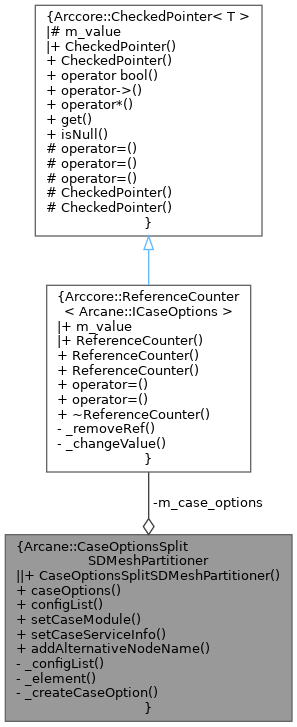 {Arccore::CheckedPointer< T >
|# m_value
|+ CheckedPointer()
+ CheckedPointer()
+ operator bool()
+ operator->()
+ operator*()
+ get()
+ isNull()
# operator=()
# operator=()
# operator=()
# CheckedPointer()
# CheckedPointer()
}
{Arccore::ReferenceCounter
< Arcane::ICaseOptions >
|+ m_value
|+ ReferenceCounter()
+ ReferenceCounter()
+ ReferenceCounter()
+ operator=()
+ operator=()
+ ~ReferenceCounter()
- _removeRef()
- _changeValue()
}
-m_case_options
{Arcane::CaseOptionsSplit
SDMeshPartitioner
||+ CaseOptionsSplitSDMeshPartitioner()
+ caseOptions()
+ configList()
+ setCaseModule()
+ setCaseServiceInfo()
+ addAlternativeNodeName()
- _configList()
- _element()
- _createCaseOption()
}